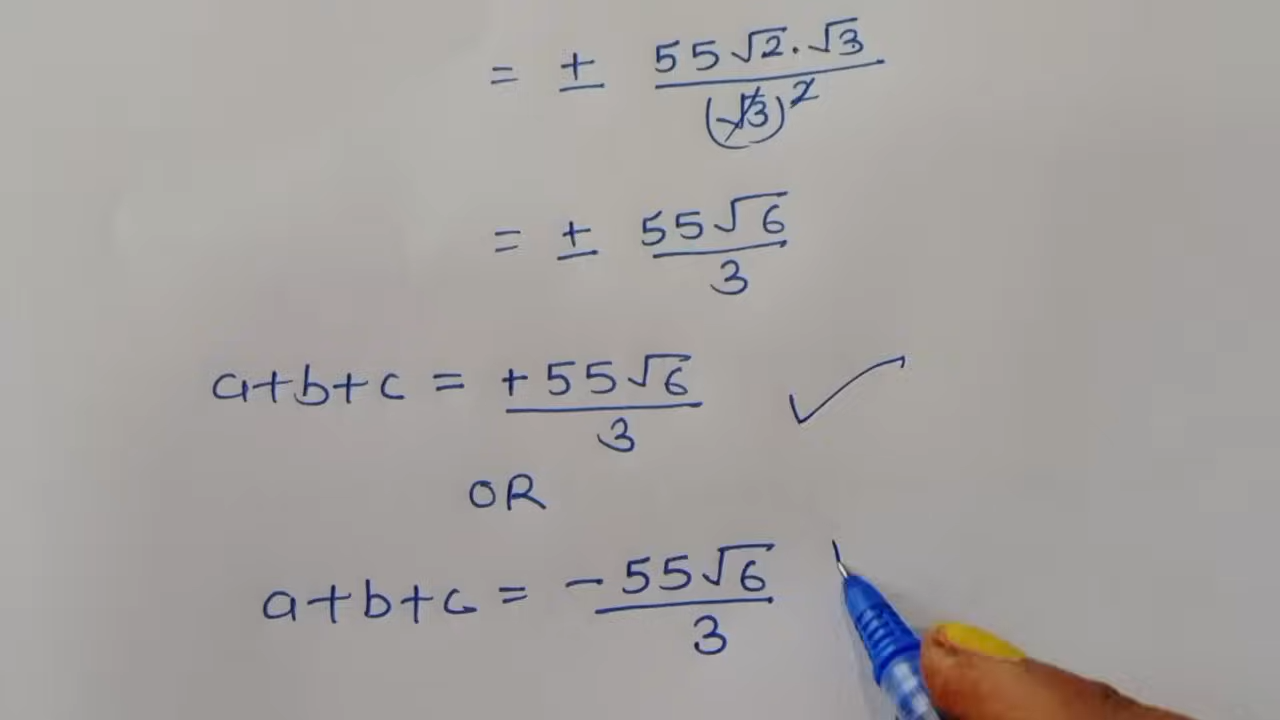 = ± 55√2·√3 / (√3)²
= ± 55√6 / 3
a+b+c = +55√6 / 3 ✓
OR
a+b+c = -55√6 / 3